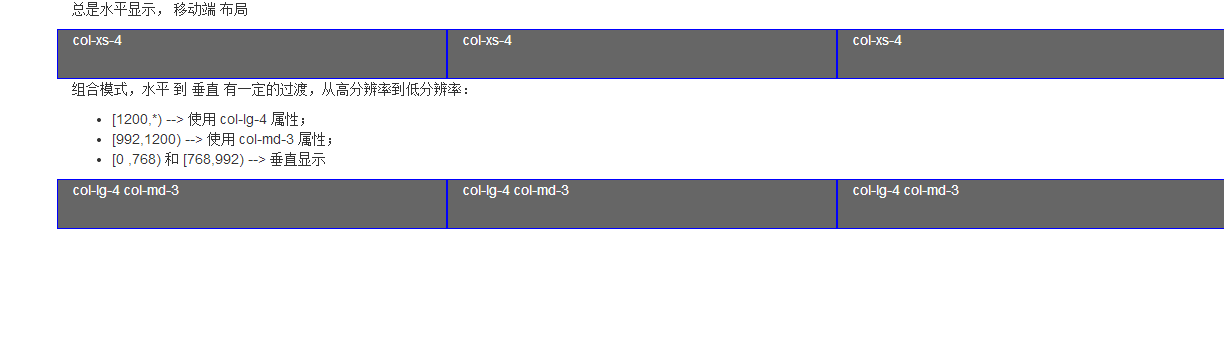 总是水平显示， 移动端 布局
col-xs-4 col-xs-4 col-xs-4
组合模式，水平 到 垂直 有一定的过渡，从高分辨率到低分辨率：
• [1200,*) --> 使用 col-lg-4 属性；
• [992,1200) --> 使用 col-md-3 属性；
• [0 ,768) 和 [768,992) --> 垂直显示
col-lg-4 col-md-3 col-lg-4 col-md-3 col-lg-4 col-md-3